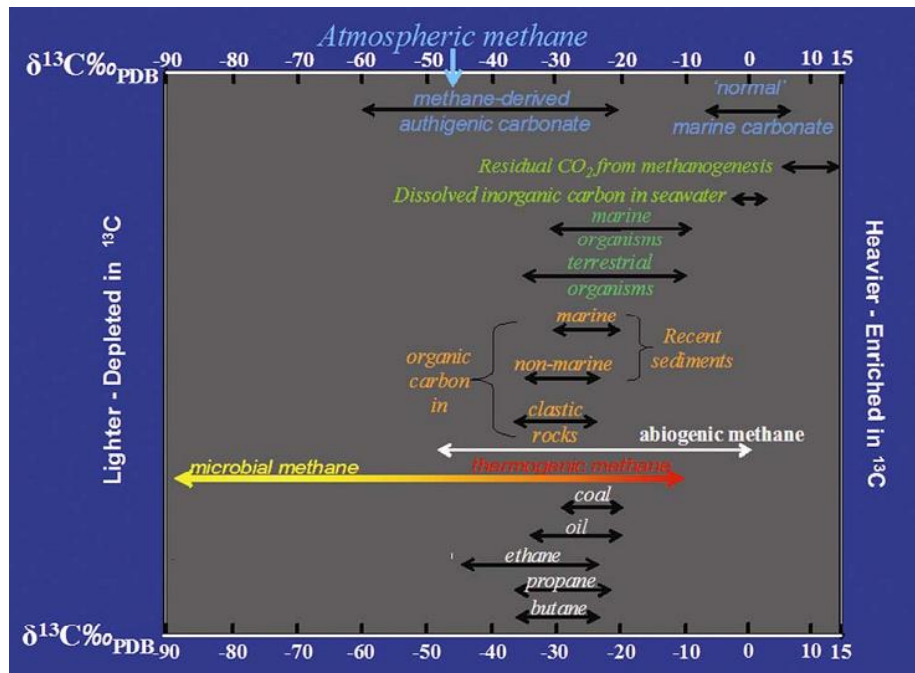 Atmospheric methane
δ¹³C‰PDB -90 -80 -70 -60 -50 -40 -30 -20 -10 0 10 15
methane-derived
authigenic carbonate
'normal'
marine carbonate
Residual CO₂ from methanogenesis
Dissolved inorganic carbon in seawater
marine
organisms
terrestrial
organisms
marine
Recent
sediments
organic
carbon
in
non-marine
clastic
rocks
abiogenic methane
microbial methane
thermogenic methane
coal
oil
ethane
propane
butane
δ¹³C‰PDB -90 -80 -70 -60 -50 -40 -30 -20 -10 0 10 15
Lighter - Depleted in ¹³C
Heavier - Enriched in ¹³C